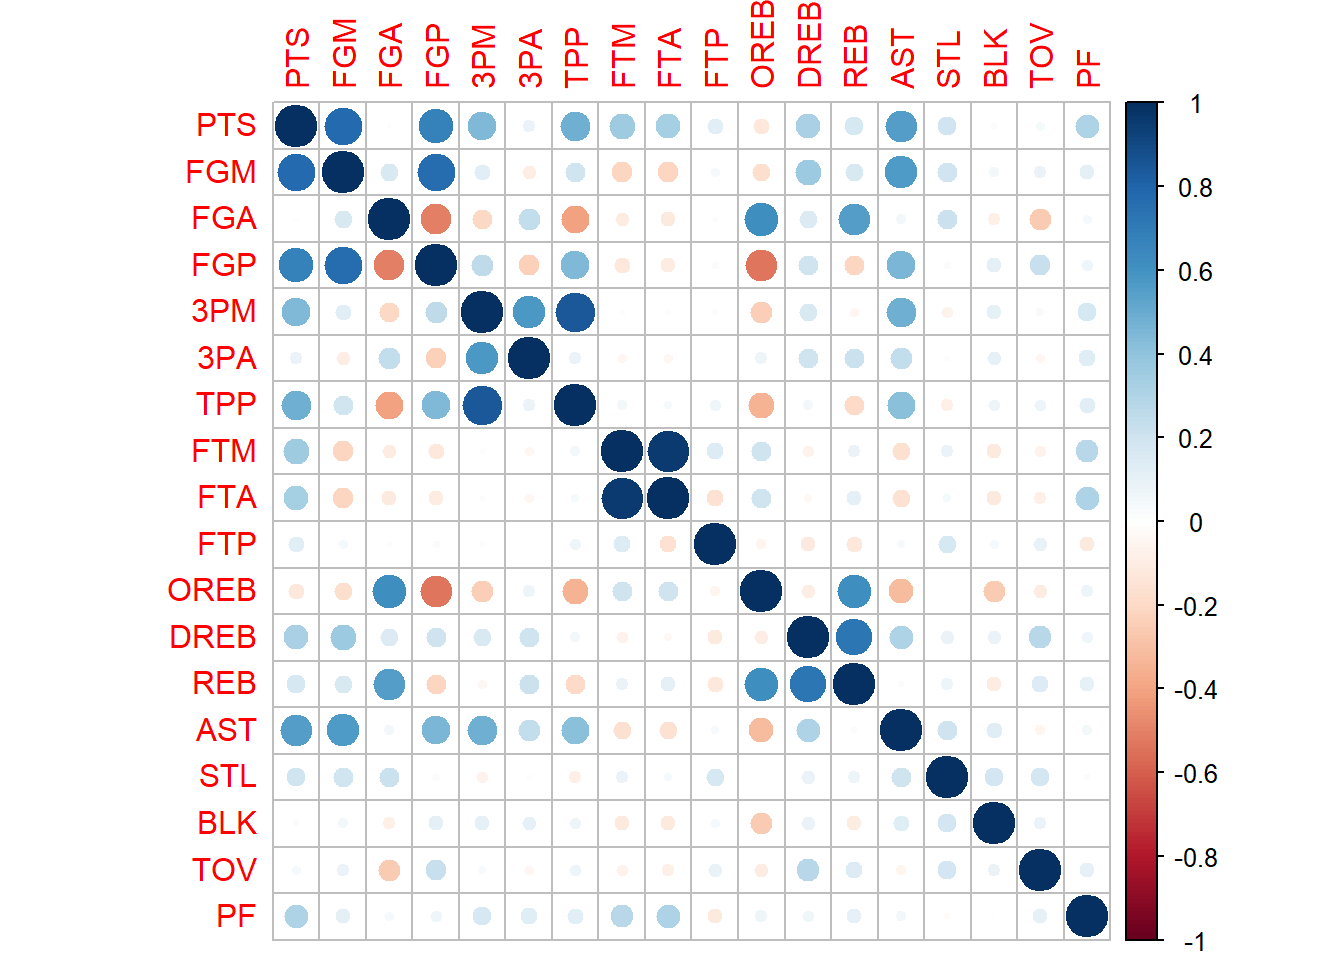 PTS FGM FGA FGP 3PM 3PA TPP FTM FTA FTP OREB DREB REB AST STL BLK TOV PF
PTS
FGM
FGA
FGP
3PM
3PA
TPP
FTM
FTA
FTP
OREB
DREB
REB
AST
STL
BLK
TOV
PF
1
0.8
0.6
0.4
0.2
0
-0.2
-0.4
-0.6
-0.8
-1